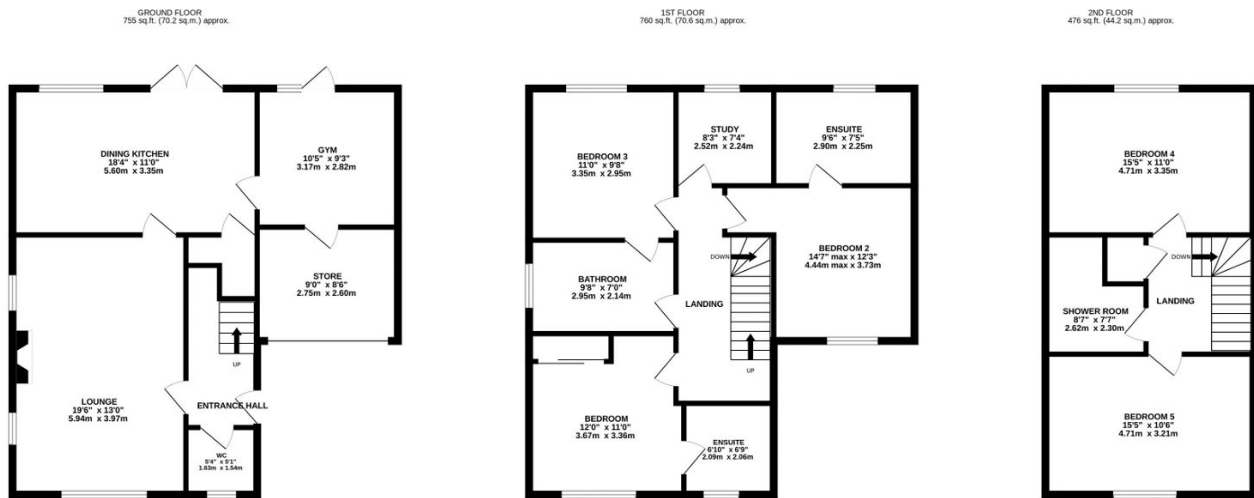 GROUND FLOOR
755 sq.ft. (70.2 sq.m.) approx.
DINING KITCHEN
18'4" x 11'0"
5.60m x 3.35m
GYM
10'5" x 9'3"
3.17m x 2.82m
STORE
9'0" x 8'6"
2.75m x 2.60m
UP
LOUNGE
19'6" x 13'0"
5.94m x 3.97m
ENTRANCE HALL
WC
5'4" x 5'1"
1.63m x 1.54m
1ST FLOOR
760 sq.ft. (70.6 sq.m.) approx.
BEDROOM 3
11'0" x 9'8"
3.35m x 2.95m
STUDY
8'3" x 7'4"
2.52m x 2.24m
ENSUITE
9'6" x 7'5"
2.90m x 2.25m
BEDROOM 2
14'7" max x 12'3"
4.44m max x 3.73m
DOWN
BATHROOM
9'8" x 7'0"
2.95m x 2.14m
LANDING
UP
BEDROOM
12'0" x 11'0"
3.67m x 3.36m
ENSUITE
6'10" x 6'9"
2.09m x 2.06m
2ND FLOOR
476 sq.ft. (44.2 sq.m.) approx.
BEDROOM 4
15'5" x 11'0"
4.71m x 3.35m
DOWN
LANDING
SHOWER ROOM
8'7" x 7'7"
2.62m x 2.30m
BEDROOM 5
15'5" x 10'6"
4.71m x 3.21m